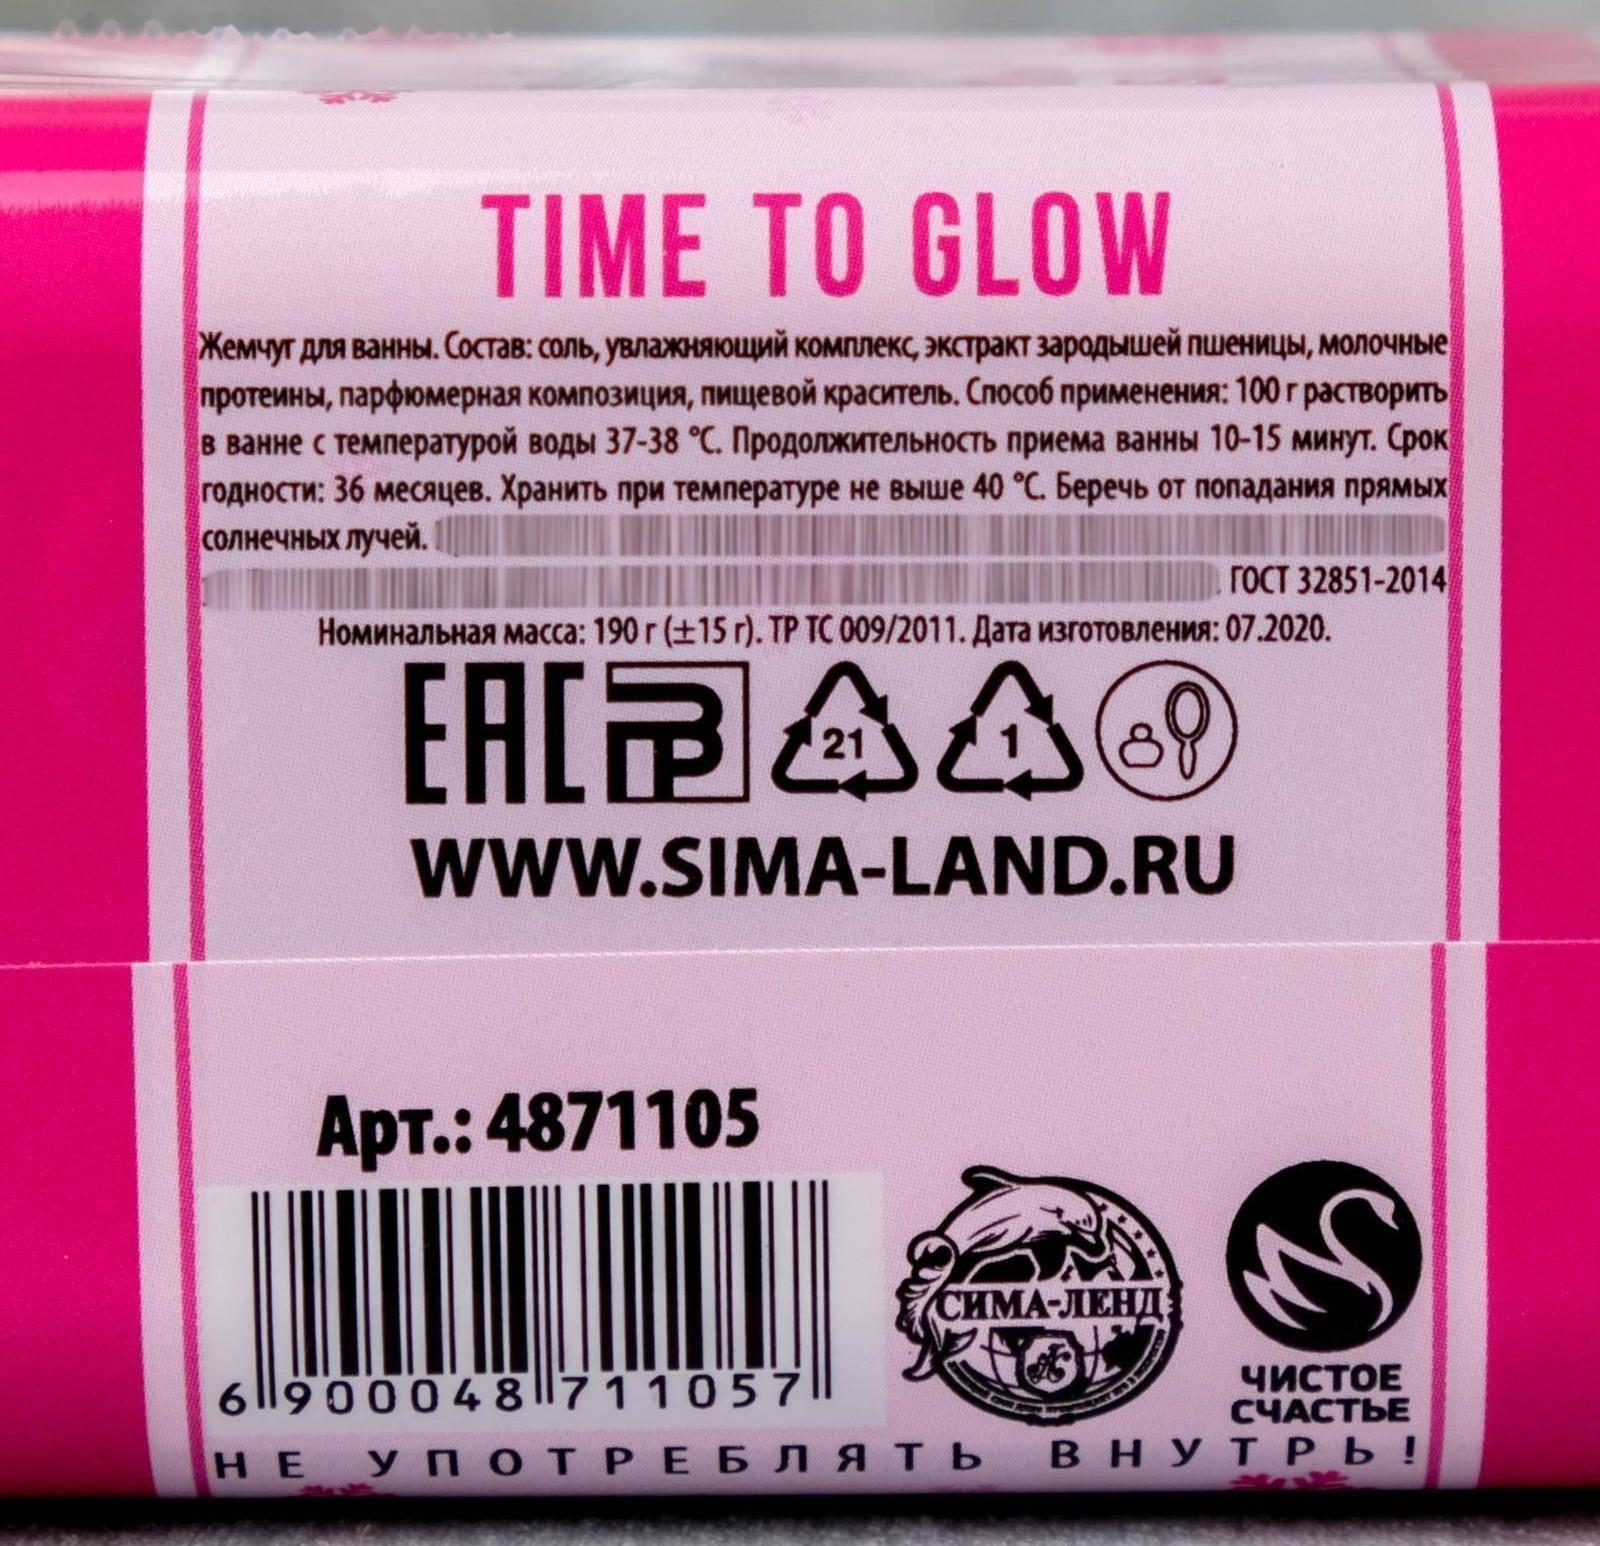 TIME TO GLOW
Жемчуг для ванны. Состав: соль, увлажняющий комплекс, экстракт зародышей пшеницы, молочные
протеины, парфюмерная композиция, пищевой краситель. Способ применения: 100 г растворить
в ванне с температурой воды 37-38 °С. Продолжительность приема ванны 10-15 минут. Срок
годности: 36 месяцев. Хранить при температуре не выше 40 °С. Беречь от попадания прямых
солнечных лучей.
ГОСТ 32851-2014
Номинальная масса: 190 г (±15 г). ТР ТС 009/2011. Дата изготовления: 07.2020.
ЕАС
21
1
WWW.SIMA-LAND.RU
Арт.: 4871105
6 900048 711057
СИМА-ЛЕНД
ЧИСТОЕ
СЧАСТЬЕ
НЕ УПОТРЕБЛЯТЬ ВНУТРЬ!